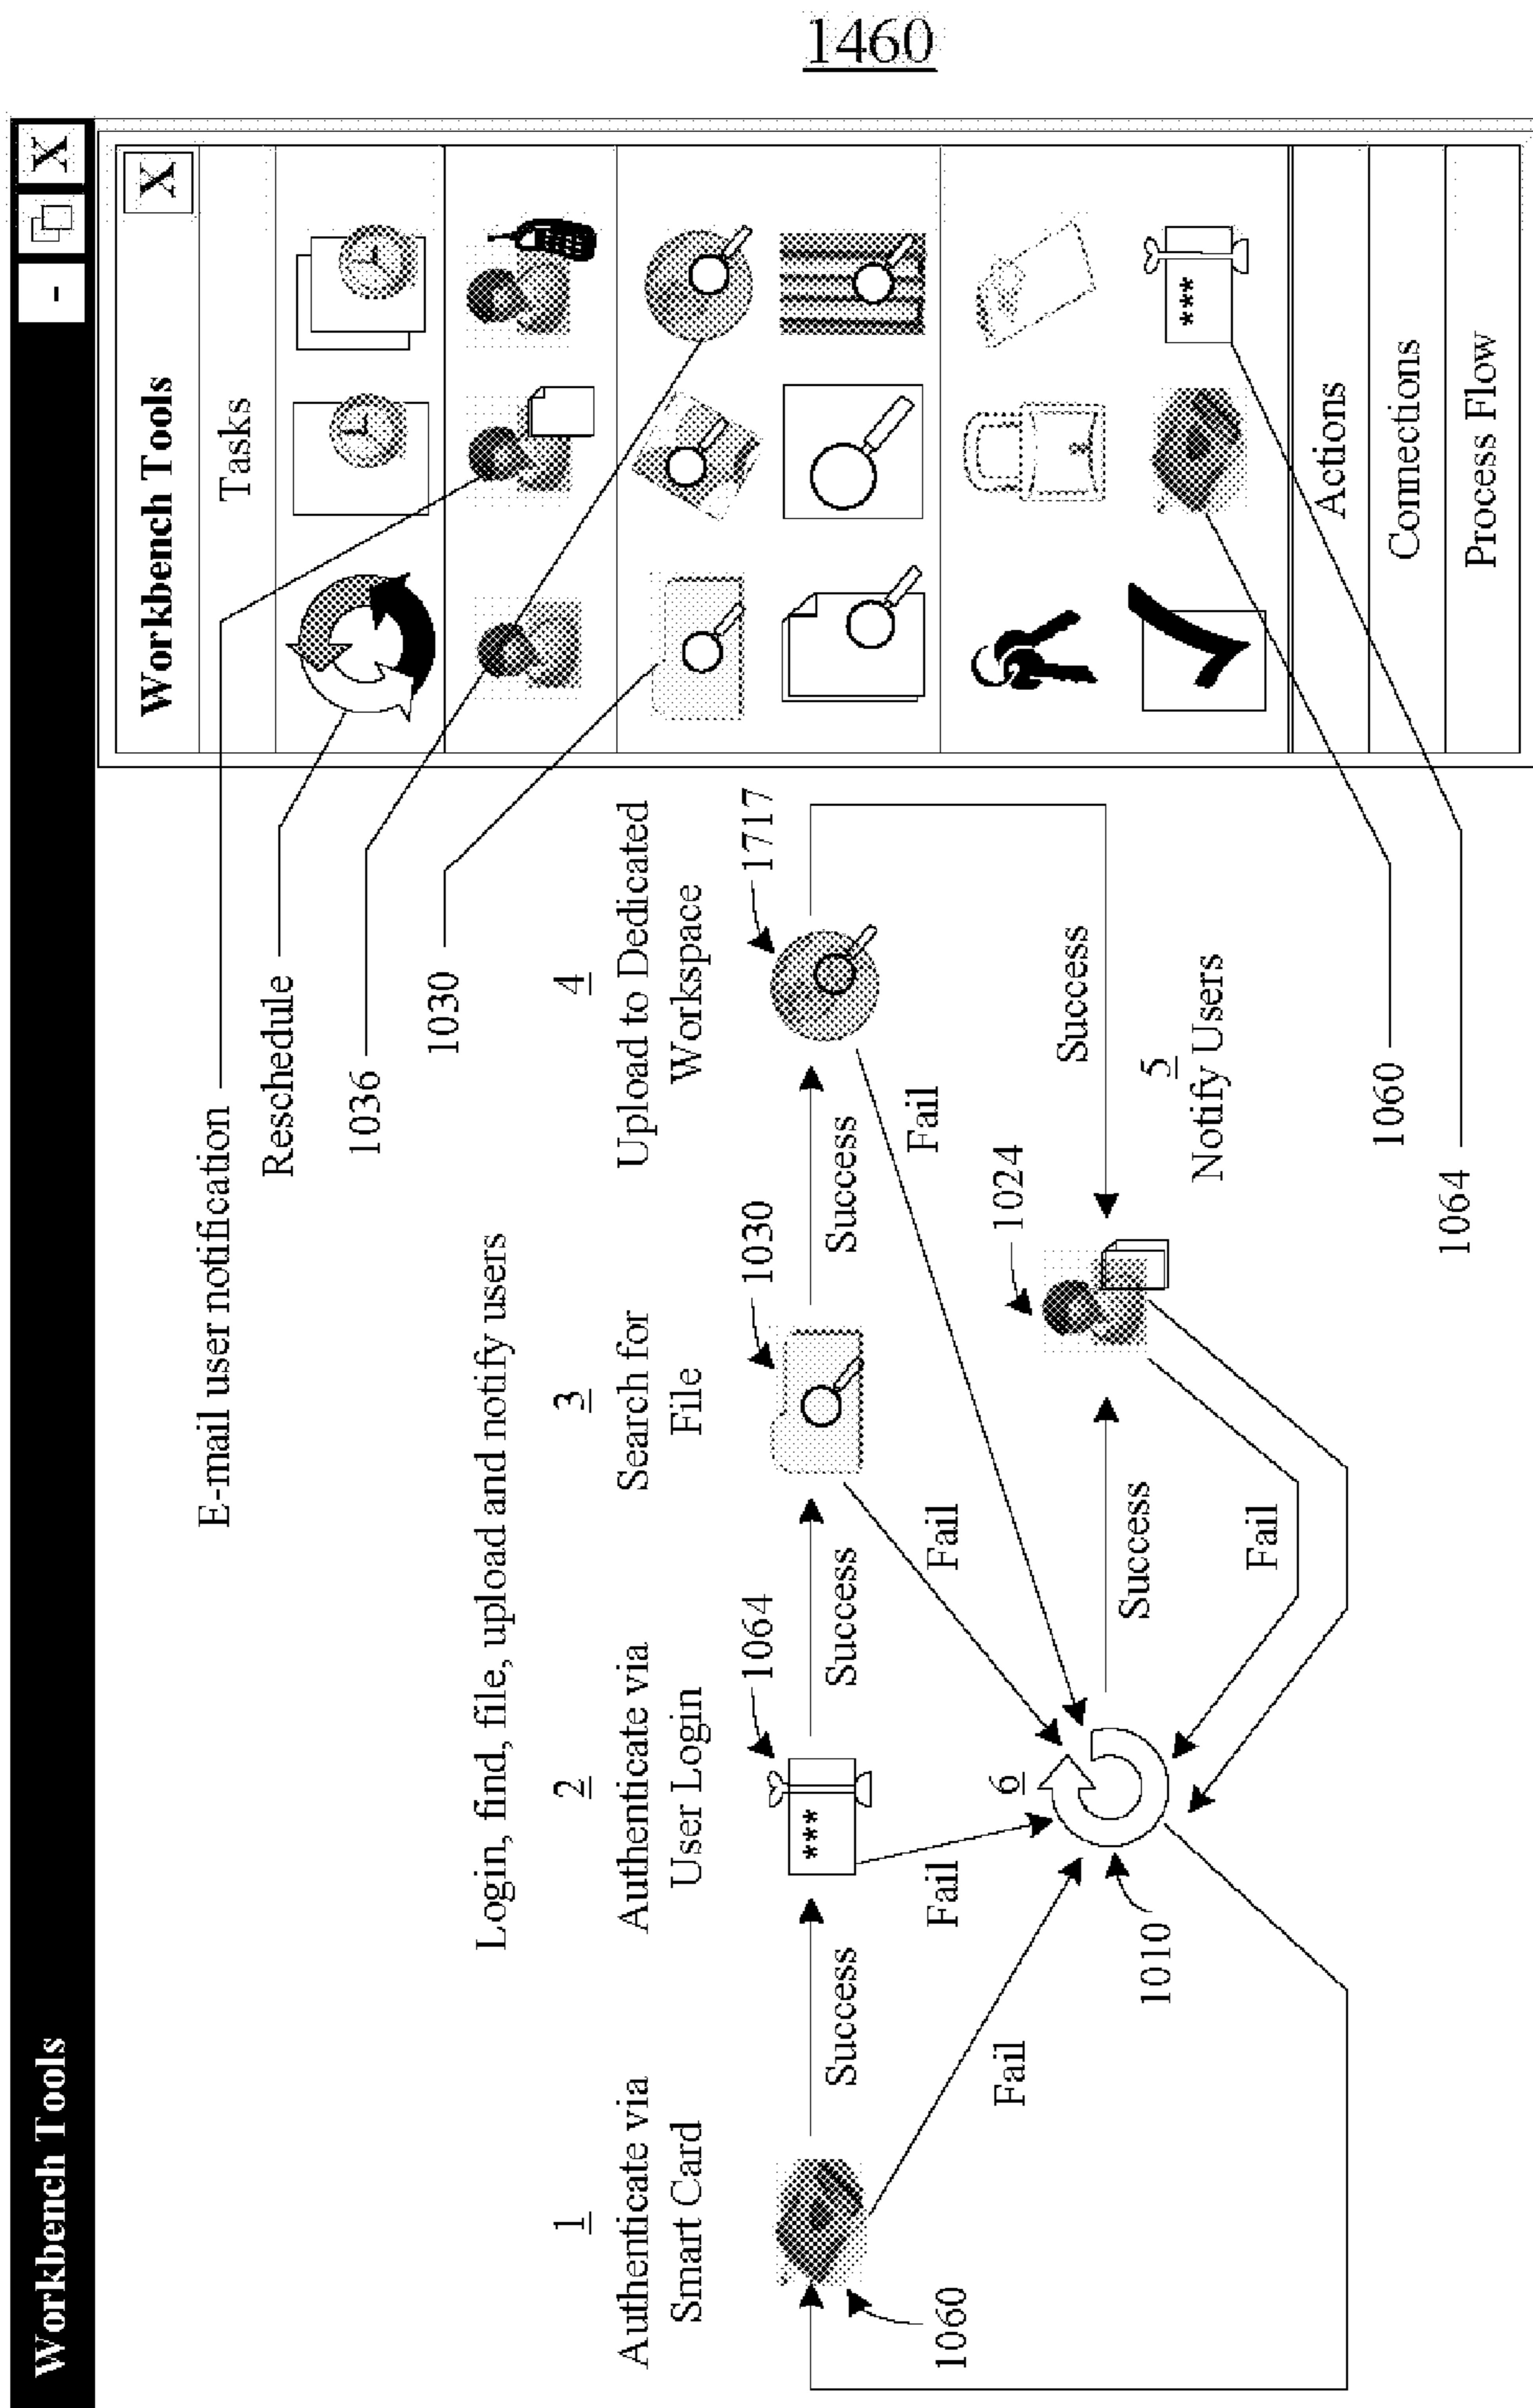 Workbench Tools
- X
Workbench Tools
X
Tasks
Actions
Connections
Process Flow
E-mail user notification
Reschedule
1036
1030
Login, find, file, upload and notify users
1
Authenticate via
Smart Card
2
Authenticate via
User Login
3
Search for
File
4
Upload to Dedicated
Workspace
1060
1064
***
1030
1717
Success
Success
Success
Fail
Fail
Fail
Fail
6
1010
Success
1024
Success
5
Notify Users
Fail
***
1060
1064
1460